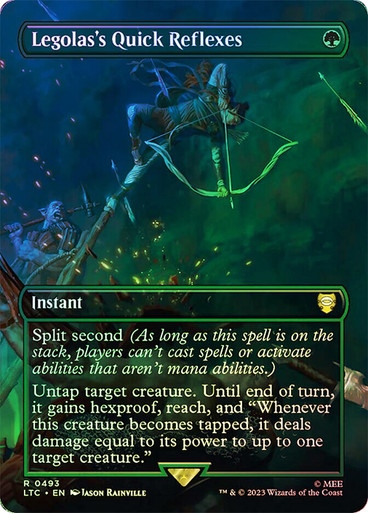 Legolas's Quick Reflexes
Instant
Split second (As long as this spell is on the
stack, players can't cast spells or activate
abilities that aren't mana abilities.)
Untap target creature. Until end of turn,
it gains hexproof, reach, and “Whenever
this creature becomes tapped, it deals
damage equal to its power to up to one
target creature.”
R 0493
LTC • EN Jason Rainville
© MEE
™ & © 2023 Wizards of the Coast